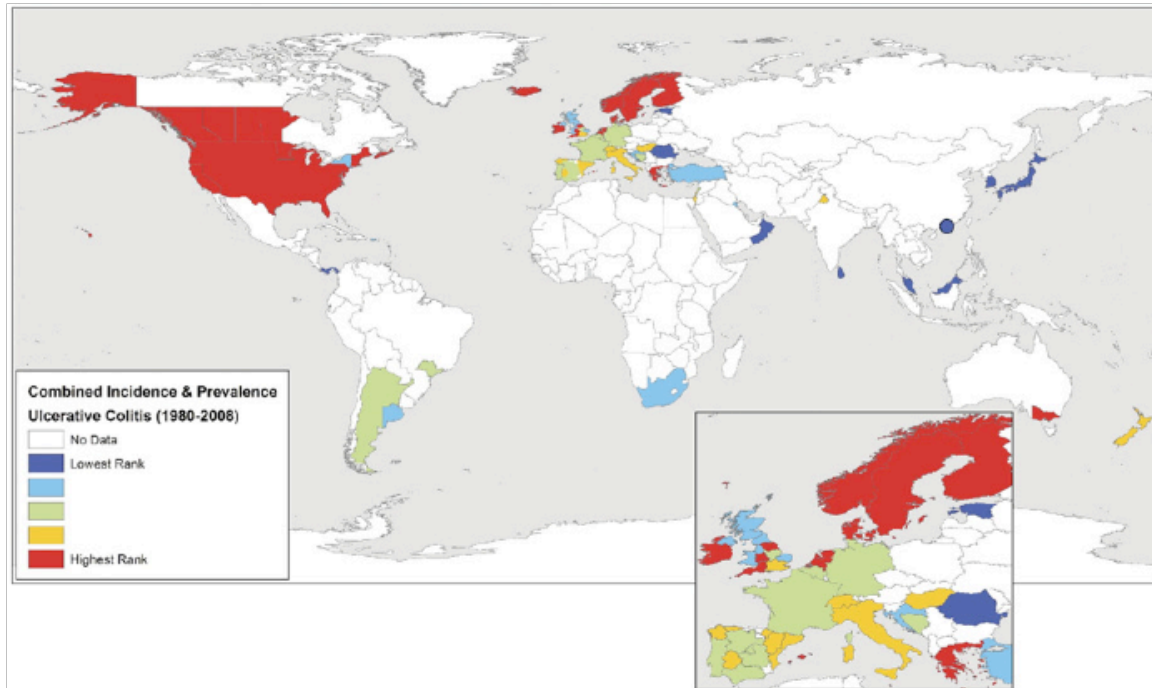 Combined Incidence & Prevalence
Ulcerative Colitis (1980-2008)
No Data
Lowest Rank
Highest Rank